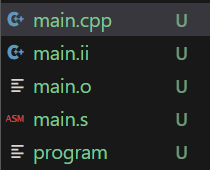 C++ main.cpp U
C++ main.ii U
main.o U
ASM main.s U
program U